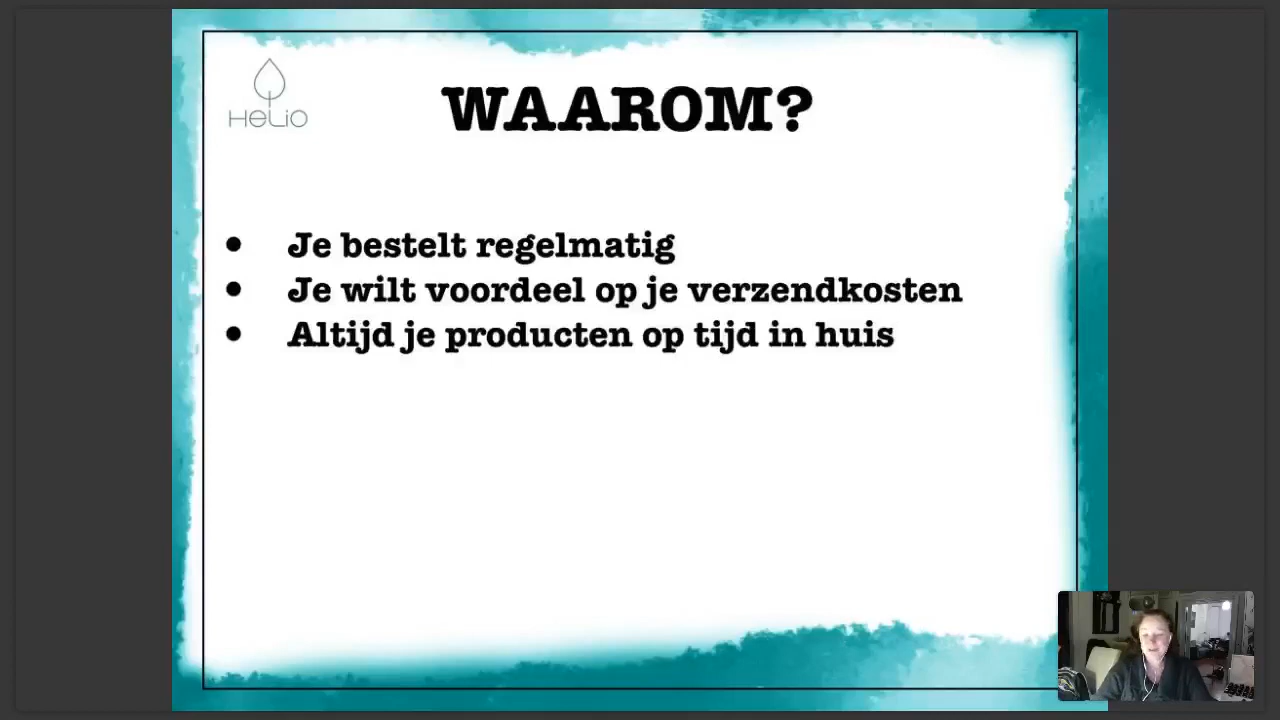 HeLiO
WAAROM?
● Je bestelt regelmatig
● Je wilt voordeel op je verzendkosten
● Altijd je producten op tijd in huis